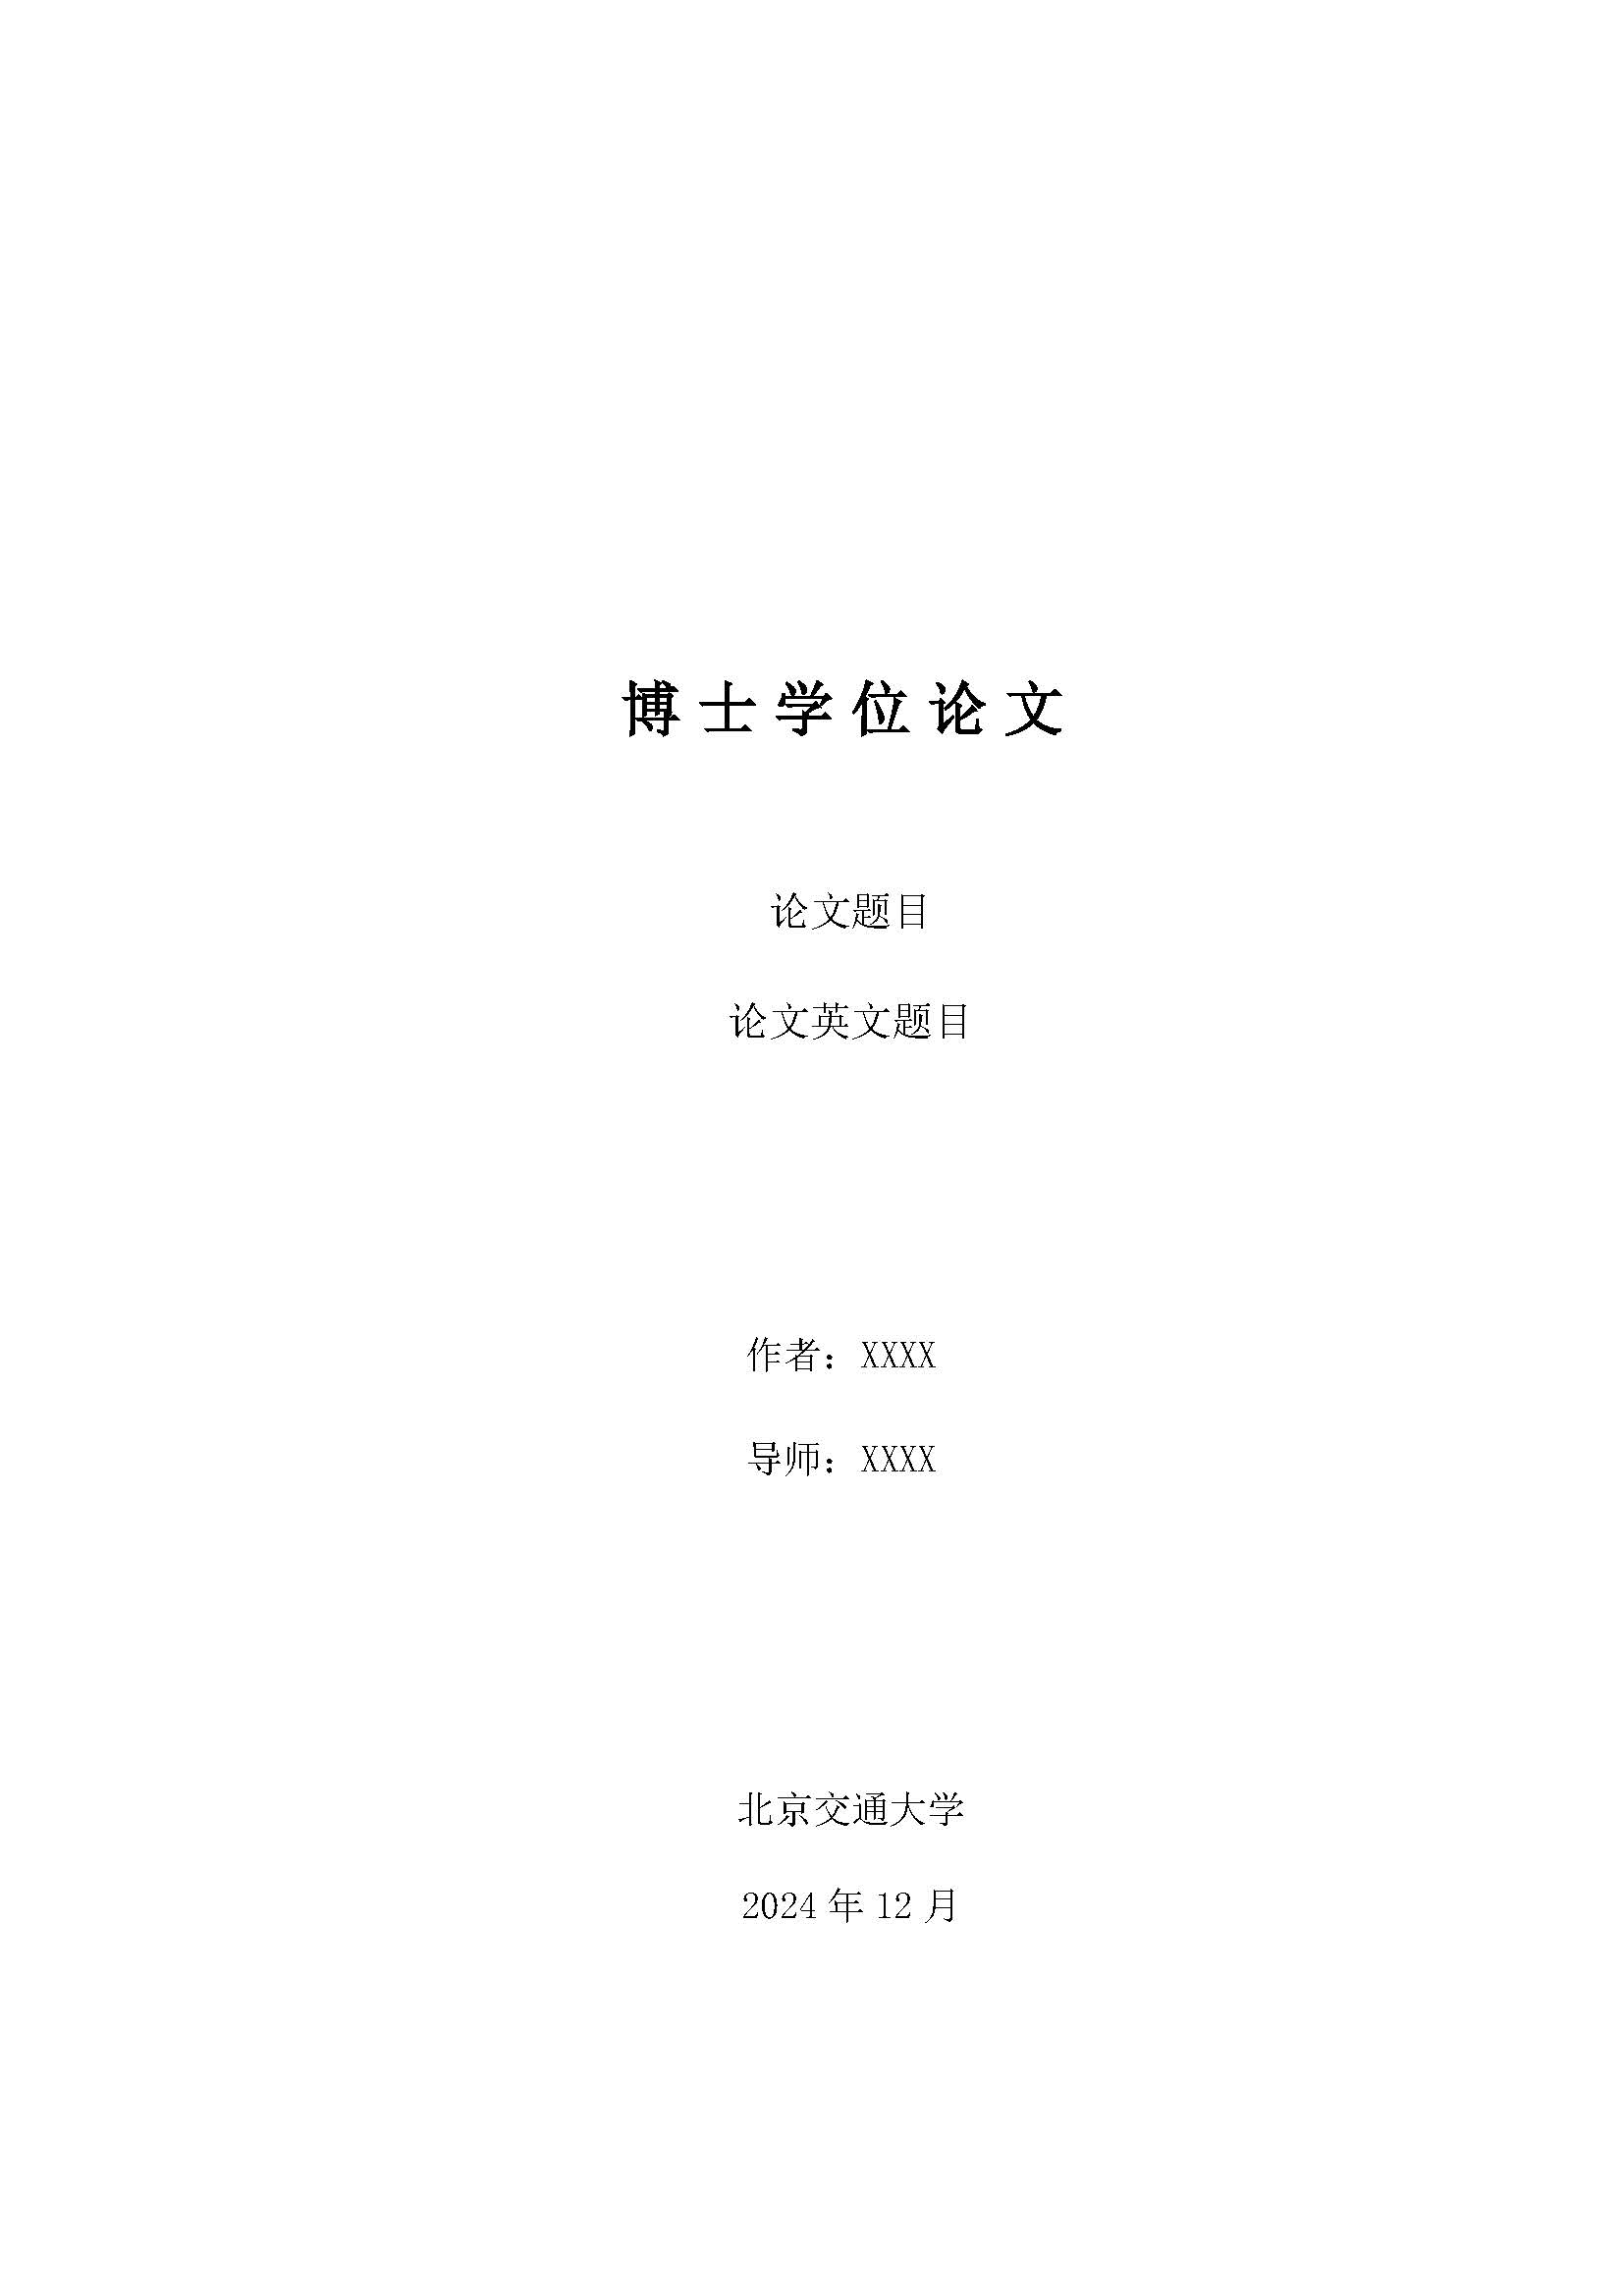 博士学位论文
论文题目
论文英文题目
作者：XXXX
导师：XXXX
北京交通大学
2024 年 12 月